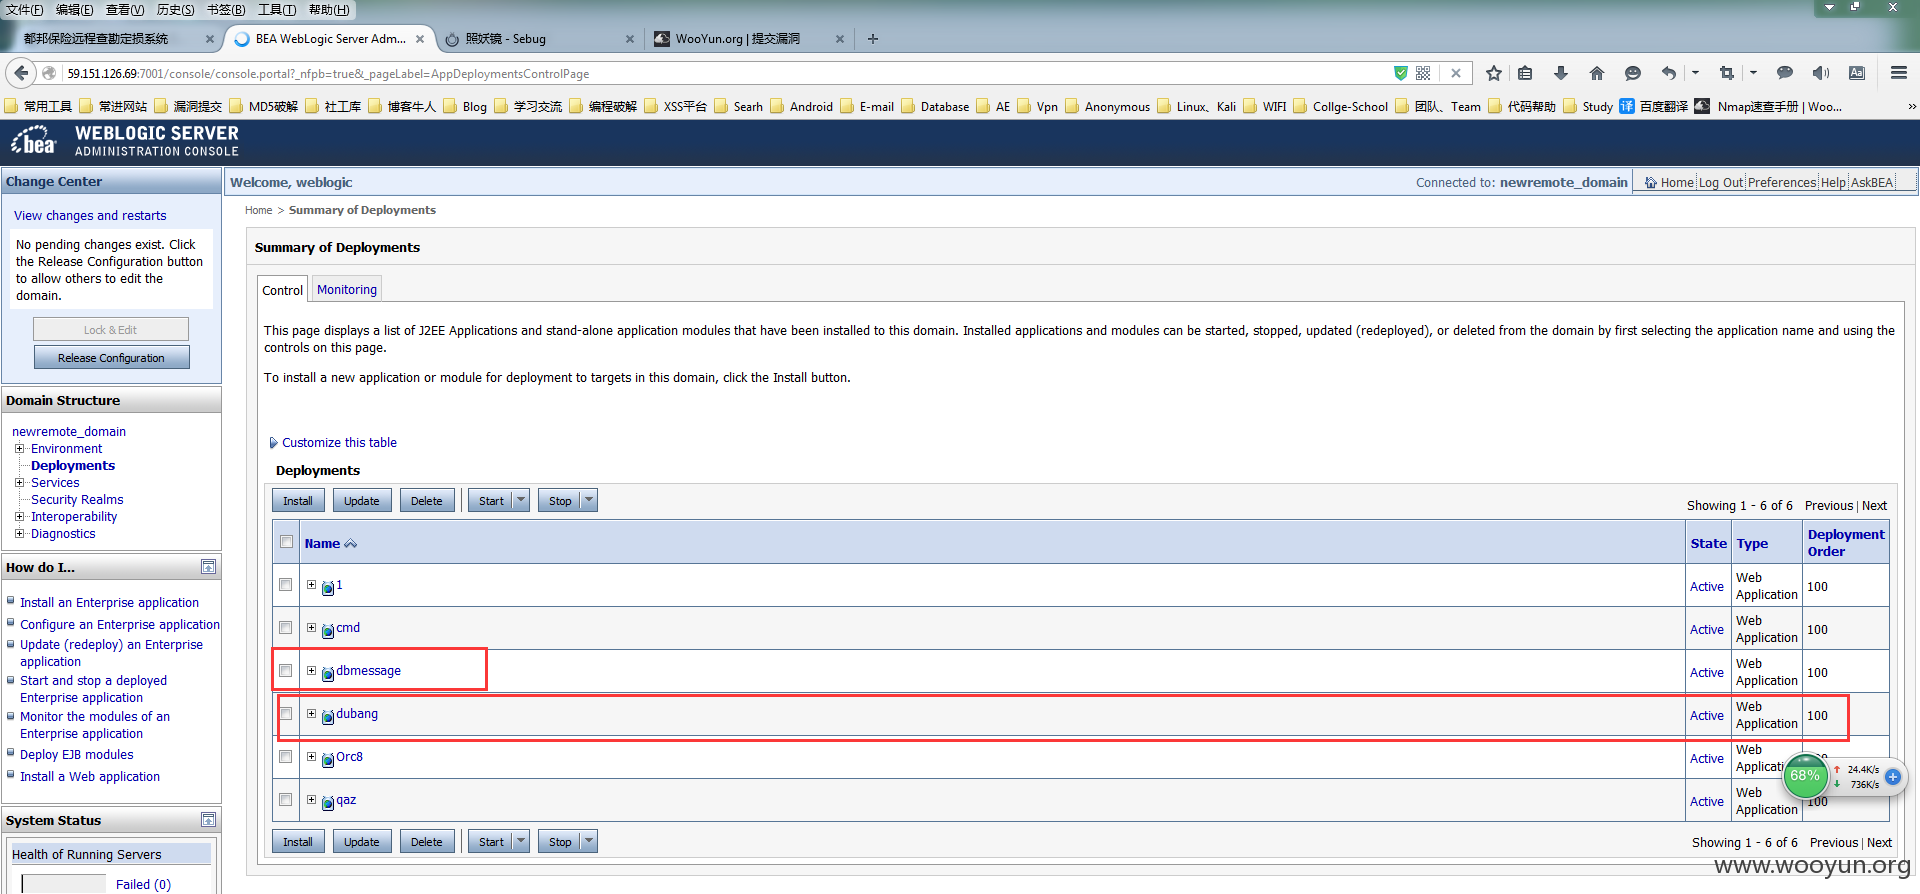 文件(F) 编辑(E) 查看(V) 历史(S) 书签(B) 工具(T) 帮助(H)
都邦保险远程查勘定损系统 × BEA WebLogic Server Adm... × 照妖镜 - Sebug × WooYun.org | 提交漏洞 × +
59.151.126.69:7001/console/console.portal?_nfpb=true&_pageLabel=AppDeploymentsControlPage
常用工具 常进网站 漏洞提交 MD5破解 社工库 博客牛人 Blog 学习交流 编程破解 XSS平台 Searh Android E-mail Database AE Vpn Anonymous Linux、Kali WIFI Collge-School 团队、Team 代码帮助 Study 译 百度翻译 Nmap速查手册 | Woo... »
bea WEBLOGIC SERVER
ADMINISTRATION CONSOLE
Change Center
View changes and restarts
No pending changes exist. Click
the Release Configuration button
to allow others to edit the
domain.
Lock & Edit
Release Configuration
Domain Structure
newremote_domain
Environment
Deployments
Services
Security Realms
Interoperability
Diagnostics
How do I...
Install an Enterprise application
Configure an Enterprise application
Update (redeploy) an Enterprise
application
Start and stop a deployed
Enterprise application
Monitor the modules of an
Enterprise application
Deploy EJB modules
Install a Web application
System Status
Health of Running Servers
Failed (0)
Welcome, weblogic
Connected to: newremote_domain
Home Log Out Preferences Help AskBEA
Home > Summary of Deployments
Summary of Deployments
Control Monitoring
This page displays a list of J2EE Applications and stand-alone application modules that have been installed to this domain. Installed applications and modules can be started, stopped, updated (redeployed), or deleted from the domain by first selecting the application name and using the
controls on this page.
To install a new application or module for deployment to targets in this domain, click the Install button.
Customize this table
Deployments
Install Update Delete Start Stop
Showing 1 - 6 of 6 Previous | Next
Name State Type Deployment
Order
1 Active Web
Application 100
cmd Active Web
Application 100
dbmessage Active Web
Application 100
dubang Active Web
Application 100
Orc8 Active Web
Applicati
qaz Active Web
Application 100
68% 24.4K/s
736K/s
Install Update Delete Start Stop
Showing 1 - 6 of 6 Previous | Next
www.wooyun.org